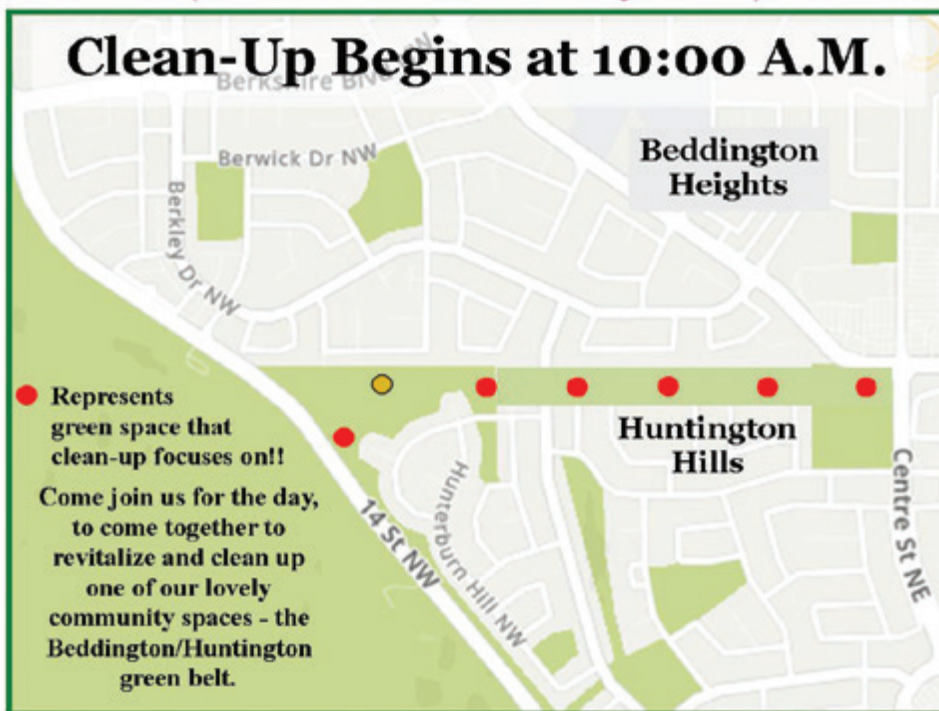 Clean-Up Begins at 10:00 A.M.
Berkshire Blvd NW
Berwick Dr NW
Beddington
Heights
Berkley Dr NW
Represents
green space that
clean-up focuses on!!
Huntington
Hills
Come join us for the day,
to come together to
revitalize and clean up
one of our lovely
community spaces - the
Beddington/Huntington
green belt.
14 St NW
Hunterburn Hill NW
Centre St NE